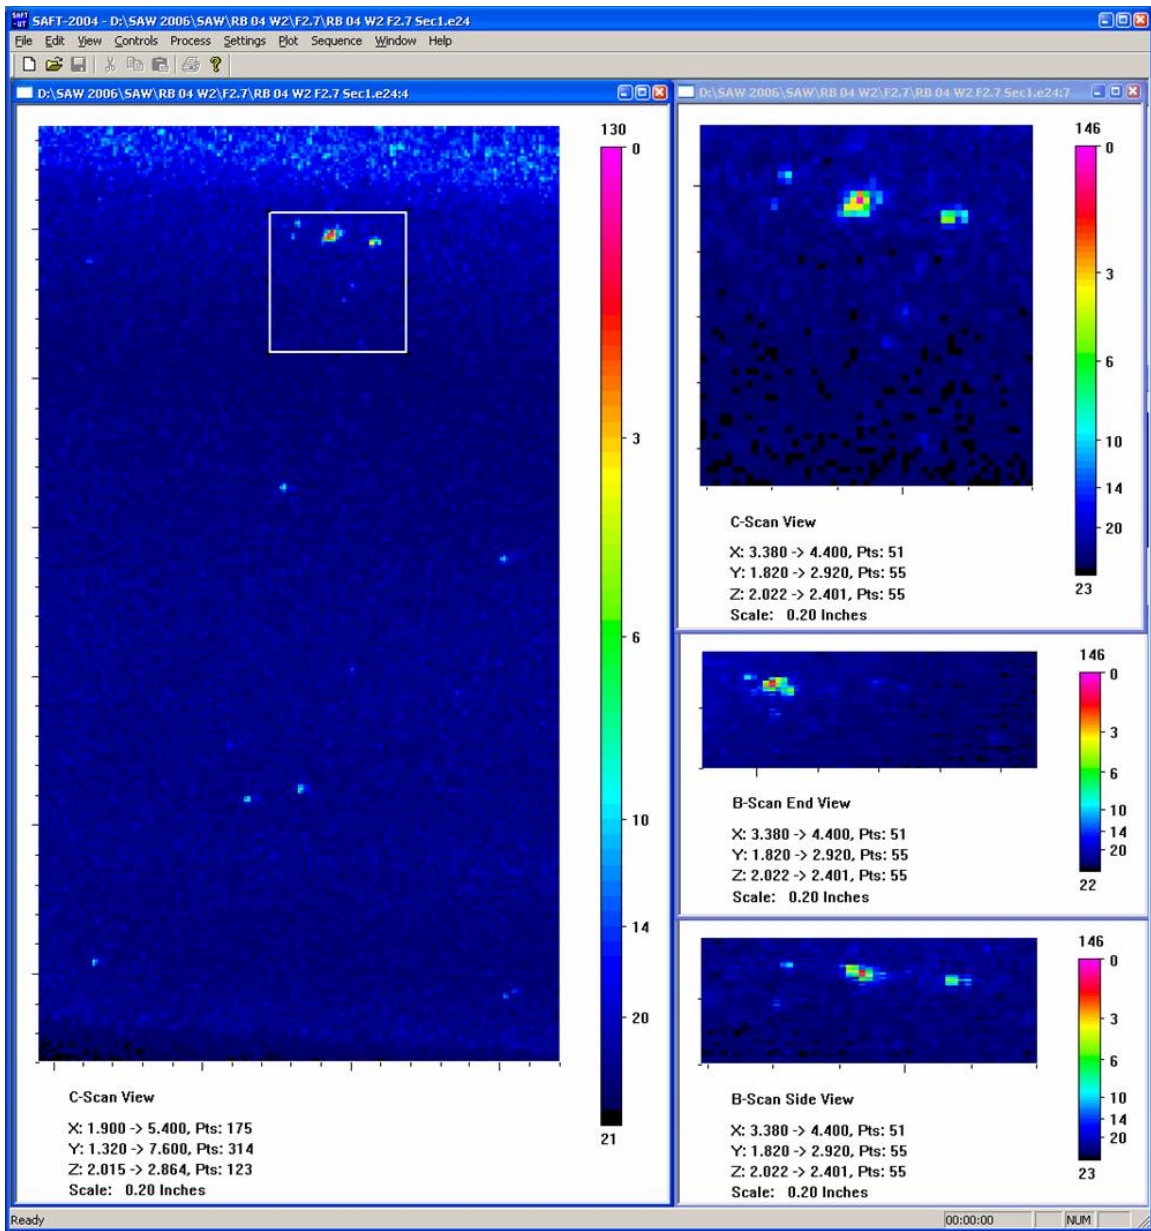 SAFT-2004 - D:\SAW 2006\SAW\RB 04 W2\F2.7\RB 04 W2 F2.7 Sec1.e24
File Edit View Controls Process Settings Plot Sequence Window Help
D:\SAW 2006\SAW\RB 04 W2\F2.7\RB 04 W2 F2.7 Sec1.e24:4
130
0
3
6
10
14
20
21
C-Scan View
X: 1.900 -> 5.400, Pts: 175
Y: 1.320 -> 7.600, Pts: 314
Z: 2.015 -> 2.864, Pts: 123
Scale: 0.20 Inches
D:\SAW 2006\SAW\RB 04 W2\F2.7\RB 04 W2 F2.7 Sec1.e24:7
146
0
3
6
10
14
20
23
C-Scan View
X: 3.380 -> 4.400, Pts: 51
Y: 1.820 -> 2.920, Pts: 55
Z: 2.022 -> 2.401, Pts: 55
Scale: 0.20 Inches
146
0
3
6
10
14
20
22
B-Scan End View
X: 3.380 -> 4.400, Pts: 51
Y: 1.820 -> 2.920, Pts: 55
Z: 2.022 -> 2.401, Pts: 55
Scale: 0.20 Inches
146
0
3
6
10
14
20
23
B-Scan Side View
X: 3.380 -> 4.400, Pts: 51
Y: 1.820 -> 2.920, Pts: 55
Z: 2.022 -> 2.401, Pts: 55
Scale: 0.20 Inches
Ready
00:00:00
NUM